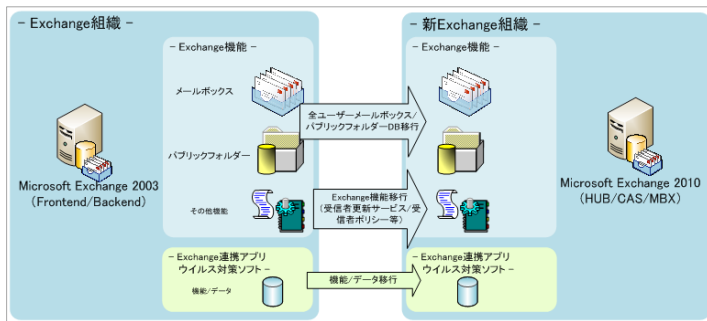 - Exchange組織 -
- Exchange機能 -
メールボックス
パブリックフォルダー
その他機能
Microsoft Exchange 2003
(Frontend/Backend)
- Exchange連携アプリ
ウイルス対策ソフト -
機能/データ
全ユーザーメールボックス/
パブリックフォルダーDB移行
Exchange機能移行
(受信者更新サービス/受
信者ポリシー等)
機能/データ移行
- 新Exchange組織 -
- Exchange機能 -
- Exchange連携アプリ
ウイルス対策ソフト -
Microsoft Exchange 2010
(HUB/CAS/MBX)